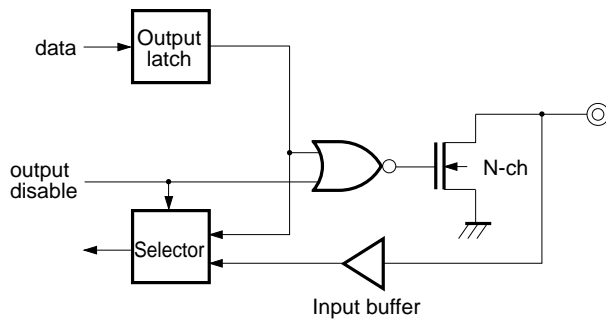 data
Output
latch
output
disable
N-ch
Selector
Input buffer